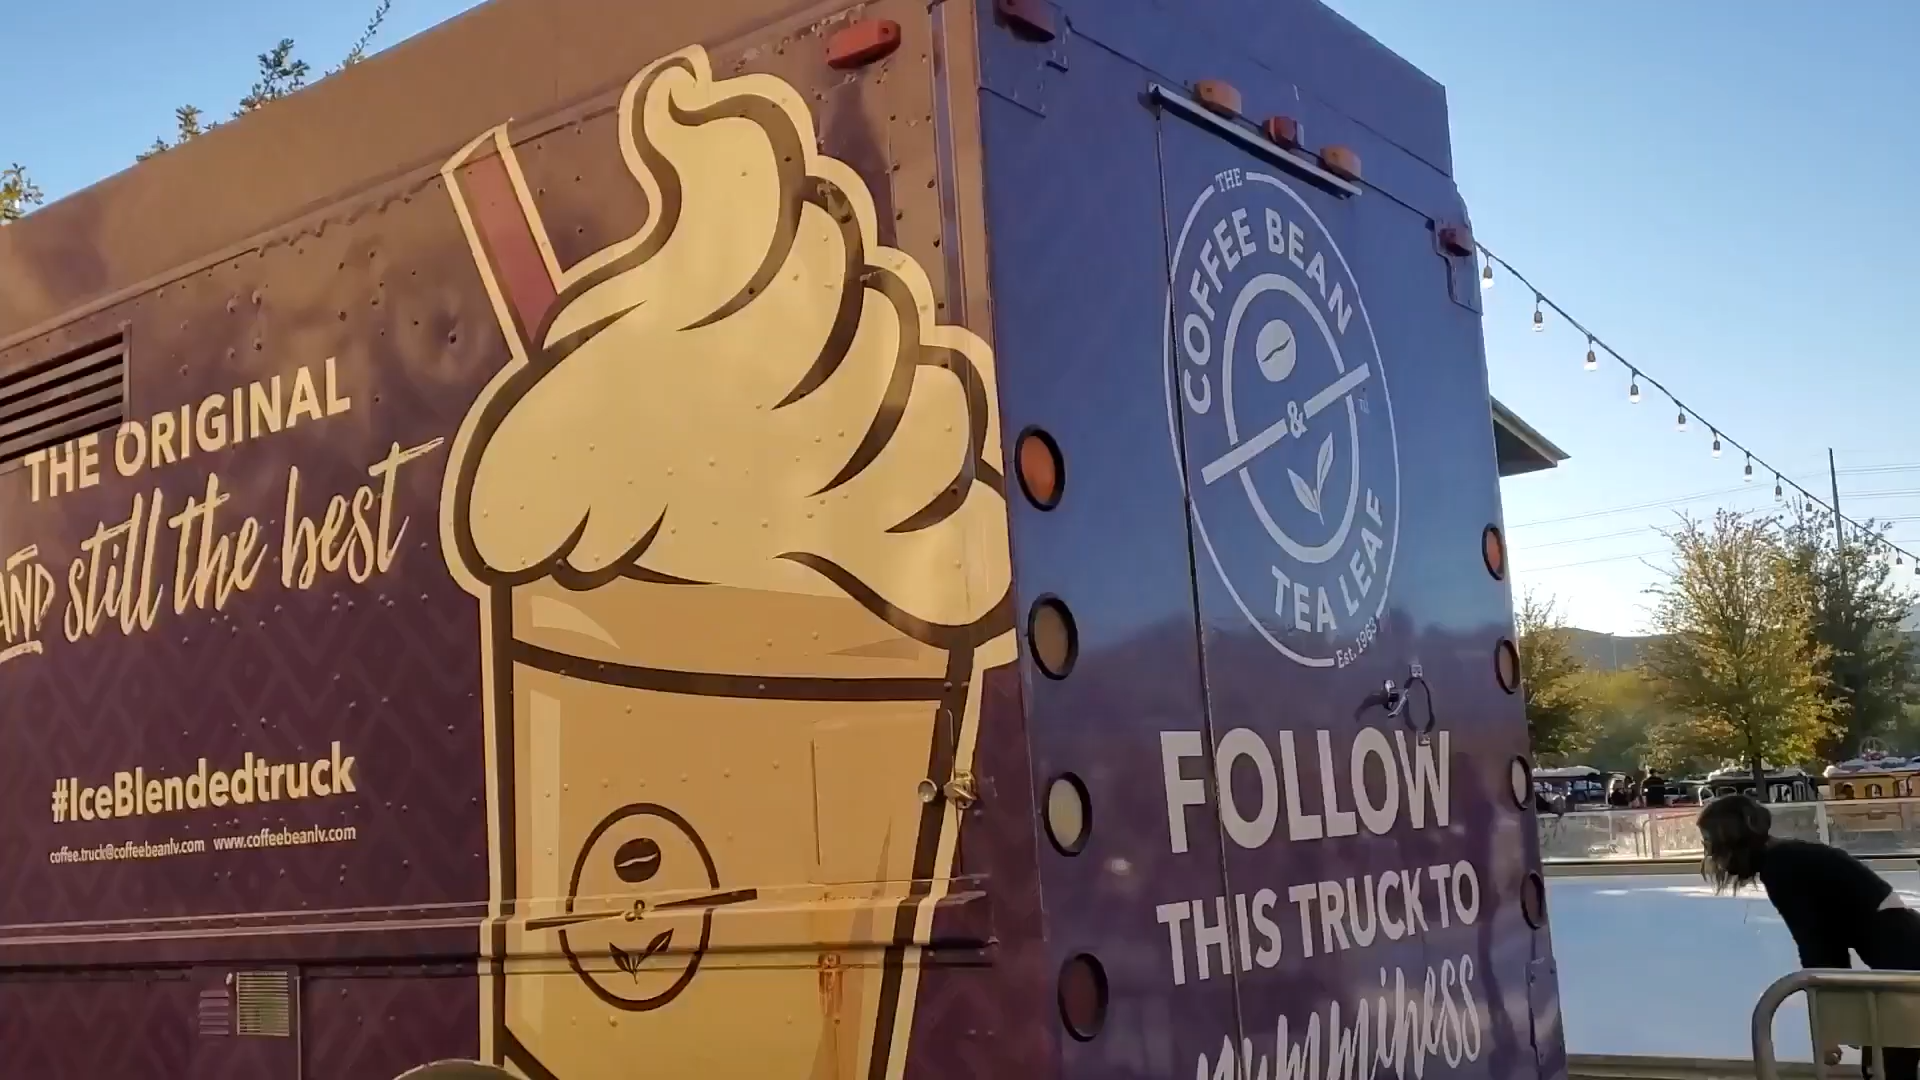 THE ORIGINAL
AND still the best
#IceBlendedtruck
coffee.truck@coffeebeanlv.com www.coffeebeanlv.com
&
THE
COFFEE BEAN
&
TEA LEAF
Est. 1963
FOLLOW
THIS TRUCK TO
yumminess